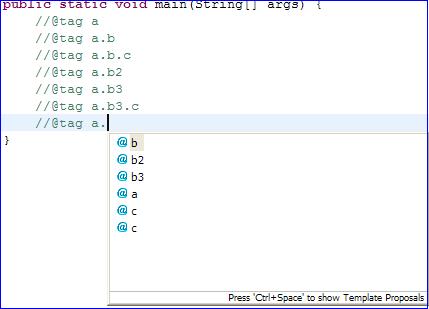 public static void main(String[] args) {
//@tag a
//@tag a.b
//@tag a.b.c
//@tag a.b2
//@tag a.b3
//@tag a.b3.c
//@tag a.
}
@ b
@ b2
@ b3
@ a
@ c
@ c
Press 'Ctrl+Space' to show Template Proposals